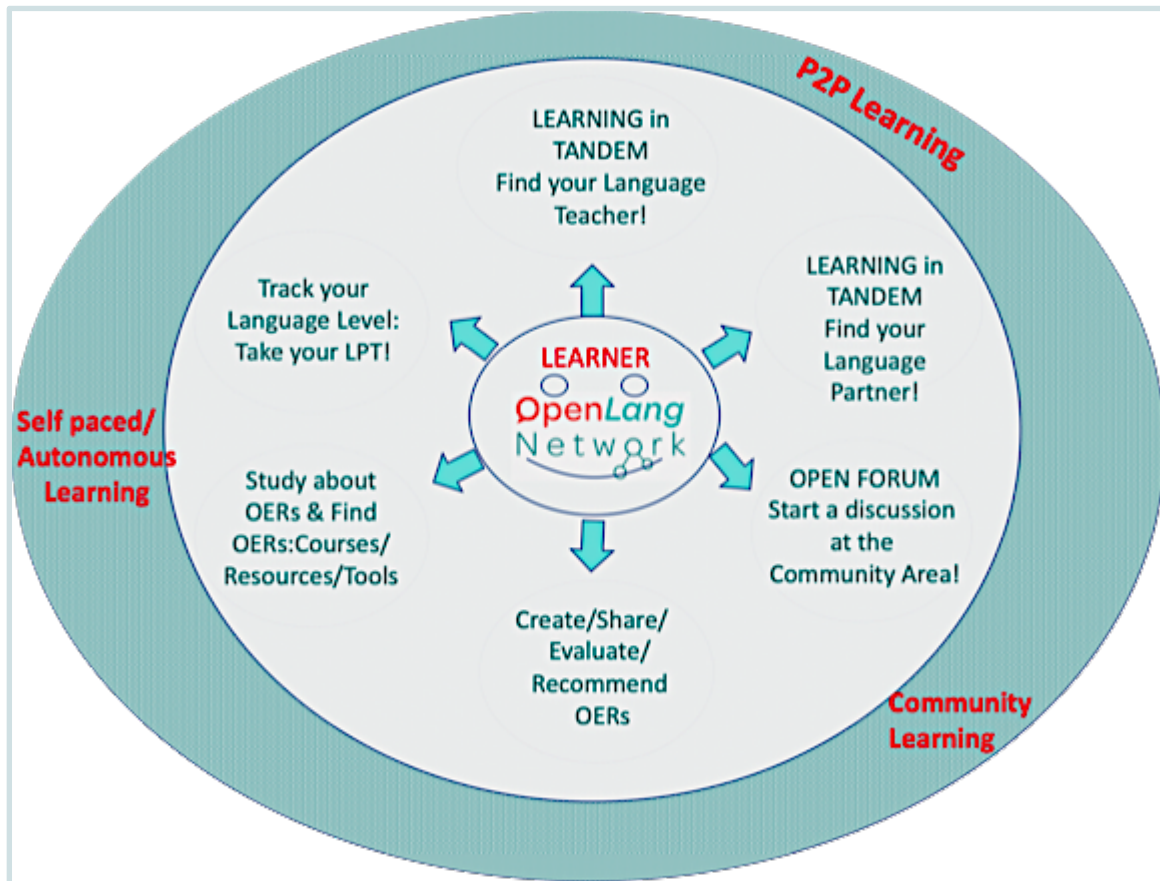 P2P Learning
LEARNING in
TANDEM
Find your Language
Teacher!
LEARNING in
TANDEM
Find your
Language
Partner!
Track your
Language Level:
Take your LPT!
LEARNER
OpenLang
Network
Self paced/
Autonomous
Learning
Study about
OERs & Find
OERs:Courses/
Resources/Tools
OPEN FORUM
Start a discussion
at the
Community Area!
Create/Share/
Evaluate/
Recommend
OERs
Community
Learning